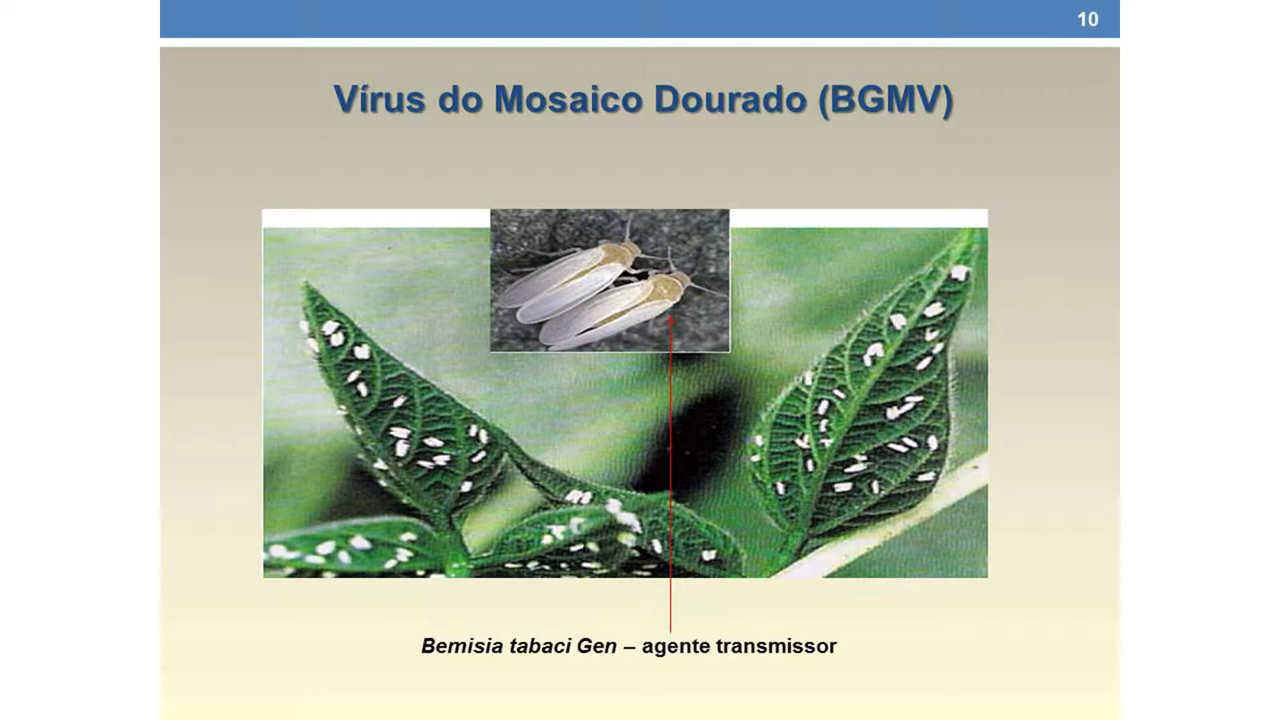 10
Vírus do Mosaico Dourado (BGMV)
Bemisia tabaci Gen – agente transmissor